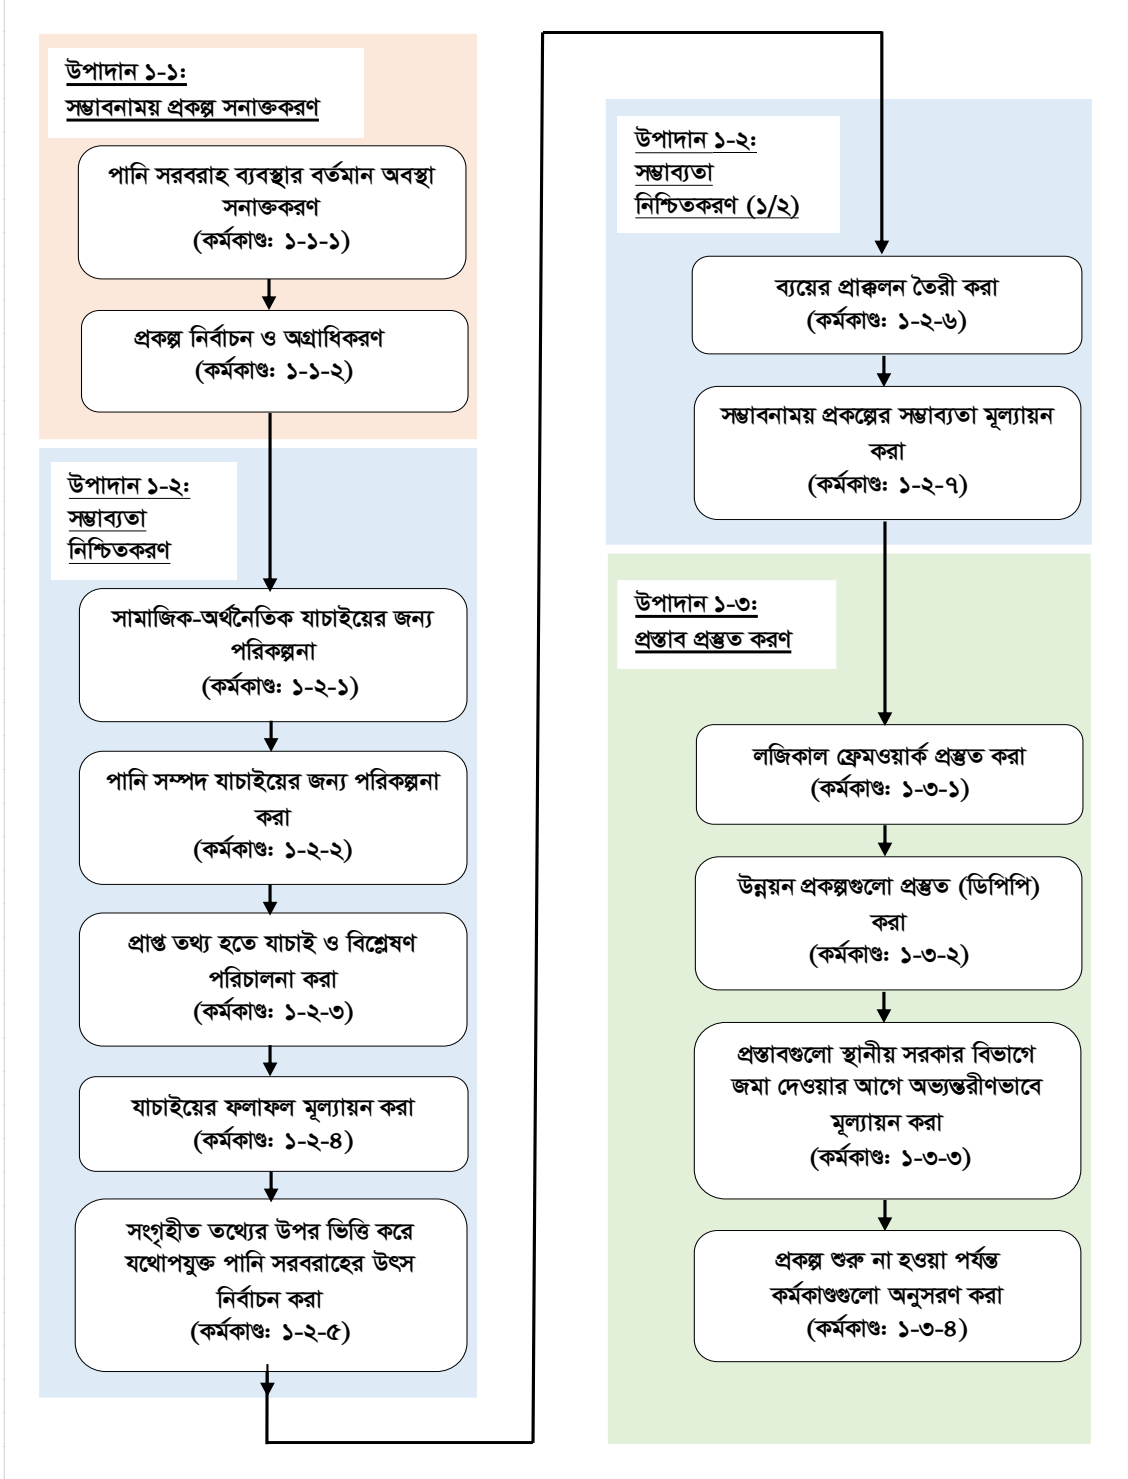 উপাদান ১-১:
সম্ভাবনাময় প্রকল্প সনাক্তকরণ
পানি সরবরাহ ব্যবস্থার বর্তমান অবস্থা
সনাক্তকরণ
(কর্মকাণ্ড: ১-১-১)
প্রকল্প নির্বাচন ও অগ্রাধিকরণ
(কর্মকাণ্ড: ১-১-২)
উপাদান ১-২:
সম্ভাব্যতা
নিশ্চিতকরণ
সামাজিক-অর্থনৈতিক যাচাইয়ের জন্য
পরিকল্পনা
(কর্মকাণ্ড: ১-২-১)
পানি সম্পদ যাচাইয়ের জন্য পরিকল্পনা
করা
(কর্মকাণ্ড: ১-২-২)
প্রাপ্ত তথ্য হতে যাচাই ও বিশ্লেষণ
পরিচালনা করা
(কর্মকাণ্ড: ১-২-৩)
যাচাইয়ের ফলাফল মূল্যায়ন করা
(কর্মকাণ্ড: ১-২-৪)
সংগৃহীত তথ্যের উপর ভিত্তি করে
যথোপযুক্ত পানি সরবরাহের উৎস
নির্বাচন করা
(কর্মকাণ্ড: ১-২-৫)
উপাদান ১-২:
সম্ভাব্যতা
নিশ্চিতকরণ (১/২)
ব্যয়ের প্রাক্কলন তৈরী করা
(কর্মকাণ্ড: ১-২-৬)
সম্ভাবনাময় প্রকল্পের সম্ভাব্যতা মূল্যায়ন
করা
(কর্মকাণ্ড: ১-২-৭)
উপাদান ১-৩:
প্রস্তাব প্রস্তুত করণ
লজিকাল ফ্রেমওয়ার্ক প্রস্তুত করা
(কর্মকাণ্ড: ১-৩-১)
উন্নয়ন প্রকল্পগুলো প্রস্তুত (ডিপিপি)
করা
(কর্মকাণ্ড: ১-৩-২)
প্রস্তাবগুলো স্থানীয় সরকার বিভাগে
জমা দেওয়ার আগে অভ্যন্তরীণভাবে
মূল্যায়ন করা
(কর্মকাণ্ড: ১-৩-৩)
প্রকল্প শুরু না হওয়া পর্যন্ত
কর্মকাণ্ডগুলো অনুসরণ করা
(কর্মকাণ্ড: ১-৩-৪)